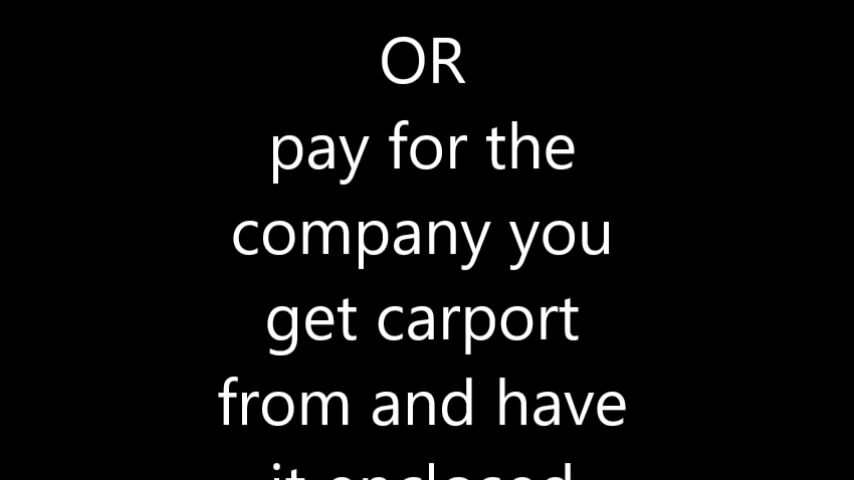 OR
pay for the
company you
get carport
from and have
it enclosed